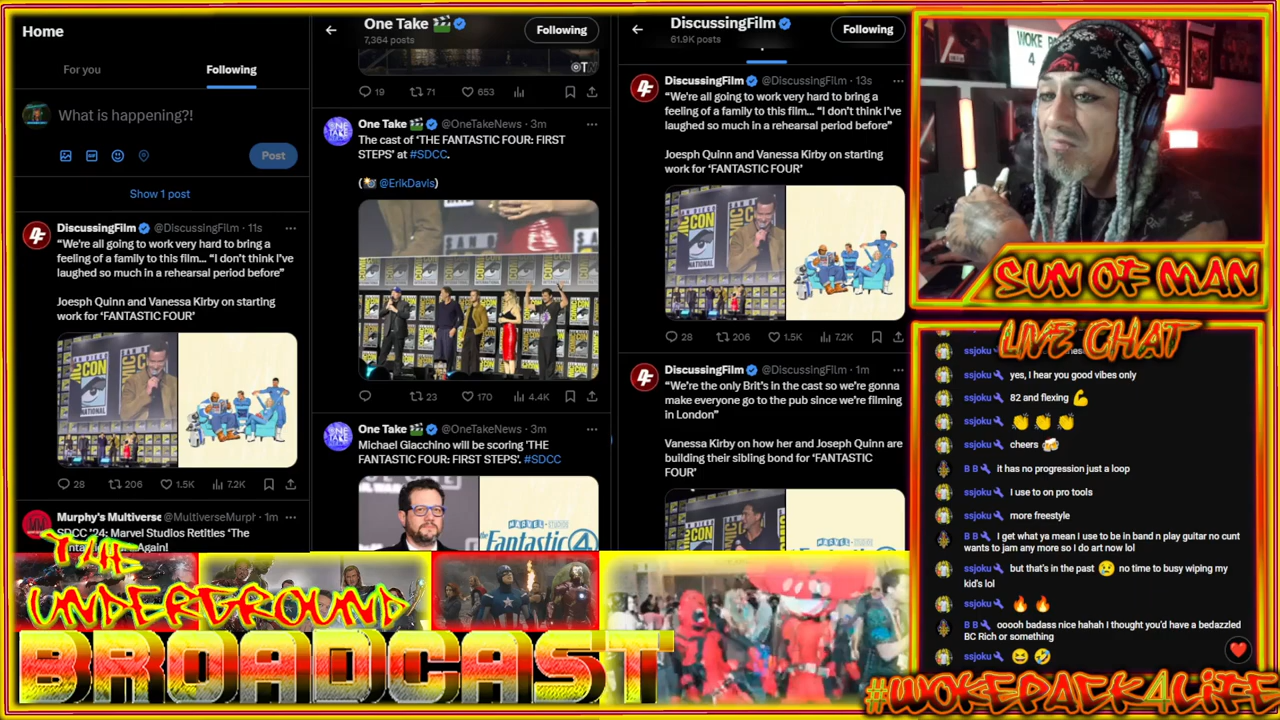 Home
For you
Following
What is happening?!
Post
Show 1 post
DiscussingFilm @DiscussingFilm · 11s
“We're all going to work very hard to bring a
feeling of a family to this film... “I don't think I've
laughed so much in a rehearsal period before”
Joesph Quinn and Vanessa Kirby on starting
work for ‘FANTASTIC FOUR’
28 206 1.5K 7.2K
Murphy's Multiverse @MultiverseMurph · 1m
SDCC '24: Marvel Studios Retitles 'The
Again!
One Take
7,364 posts
Following
19 71 653
One Take @OneTakeNews · 3m
The cast of ‘THE FANTASTIC FOUR: FIRST
STEPS’ at #SDCC.
( @ErikDavis)
SAN
23 170 4.4K
One Take @OneTakeNews · 3m
Michael Giacchino will be scoring ‘THE
FANTASTIC FOUR: FIRST STEPS’. #SDCC
MARVEL STUDIOS
the Fantastic 4
DiscussingFilm
61.9K posts
Following
DiscussingFilm @DiscussingFilm · 13s
“We're all going to work very hard to bring a
feeling of a family to this film... “I don't think I've
laughed so much in a rehearsal period before”
Joesph Quinn and Vanessa Kirby on starting
work for ‘FANTASTIC FOUR’
28 206 1.5K 7.2K
DiscussingFilm @DiscussingFilm · 1m
“We're the only Brit's in the cast so we're gonna
make everyone go to the pub since we're filming
in London”
Vanessa Kirby on how her and Joseph Quinn are
building their sibling bond for ‘FANTASTIC
FOUR’
WOKE
4
SUN OF MAN
LIVE CHAT
ssjoku
ssjoku yes, I hear you good vibes only
ssjoku 82 and flexing 💪
ssjoku 👏 👏 👏
ssjoku cheers 🍻
B B it has no progression just a loop
ssjoku I use to on pro tools
ssjoku more freestyle
B B I get what ya mean I use to be in band n play guitar no cunt
wants to jam any more so I do art now lol
ssjoku but that's in the past 😢 no time to busy wiping my
kid's lol
ssjoku 🔥 🔥
B B ooooh badass nice hahah I thought you'd have a bedazzled
BC Rich or something
ssjoku 😆 🤣
THE
UNDERGROUND
BROADCAST
#WOKEPACK4LIFE